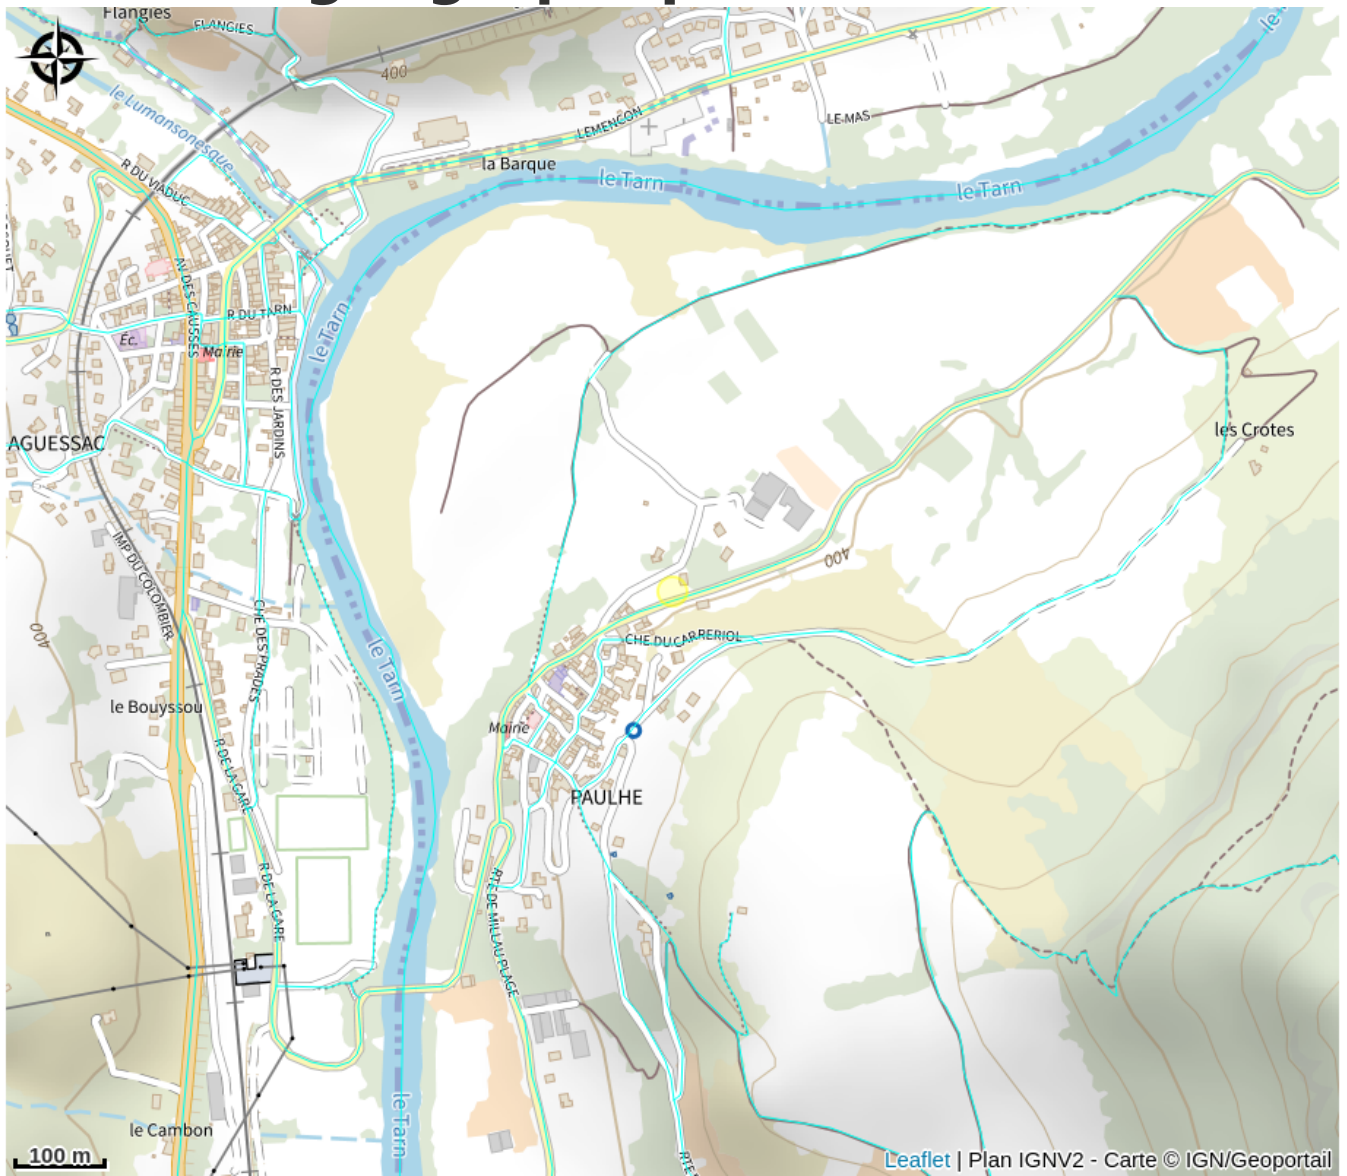 Flangies
FLANGIES
400
le Lumansonesque
LEMENCON
LE MAS
la Barque
le Tarn
le Tarn
R DU VIADUC
AV DES CAUSSES
R DU TARN
Éc.
Mairie
le Tarn
R DES JARDINS
AGUESSAC
les Crotes
IMP DU COLOMBIER
400
400
CHE DES PRADES
CHE DU CARRERIOL
le Tarn
le Bouyssou
Mairie
R DE LA GARE
PAULHE
R DE LA GARE
RTE DE MILLAU PLAGE
le Tarn
le Cambon
100 m
Leaflet | Plan IGNV2 - Carte © IGN/Geoportail